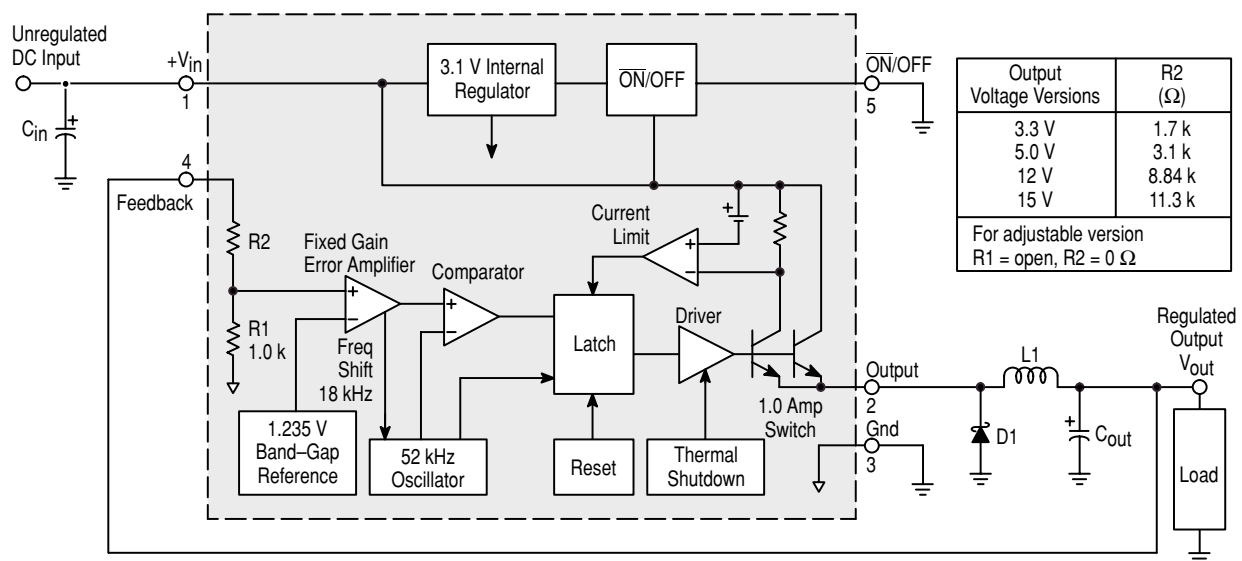 Unregulated
DC Input
+Vin
1
Cin
+
4
Feedback
3.1 V Internal
Regulator
ON/OFF
ON/OFF
5
Output
Voltage Versions
R2
(Ω)
3.3 V
1.7 k
5.0 V
3.1 k
12 V
8.84 k
15 V
11.3 k
For adjustable version
R1 = open, R2 = 0 Ω
R2
R1
1.0 k
Fixed Gain
Error Amplifier
+
–
Comparator
+
–
Current
Limit
+
–
+
Freq
Shift
18 kHz
Latch
Driver
1.0 Amp
Switch
Output
2
Gnd
3
1.235 V
Band–Gap
Reference
52 kHz
Oscillator
Reset
Thermal
Shutdown
L1
D1
+
Cout
Regulated
Output
Vout
Load